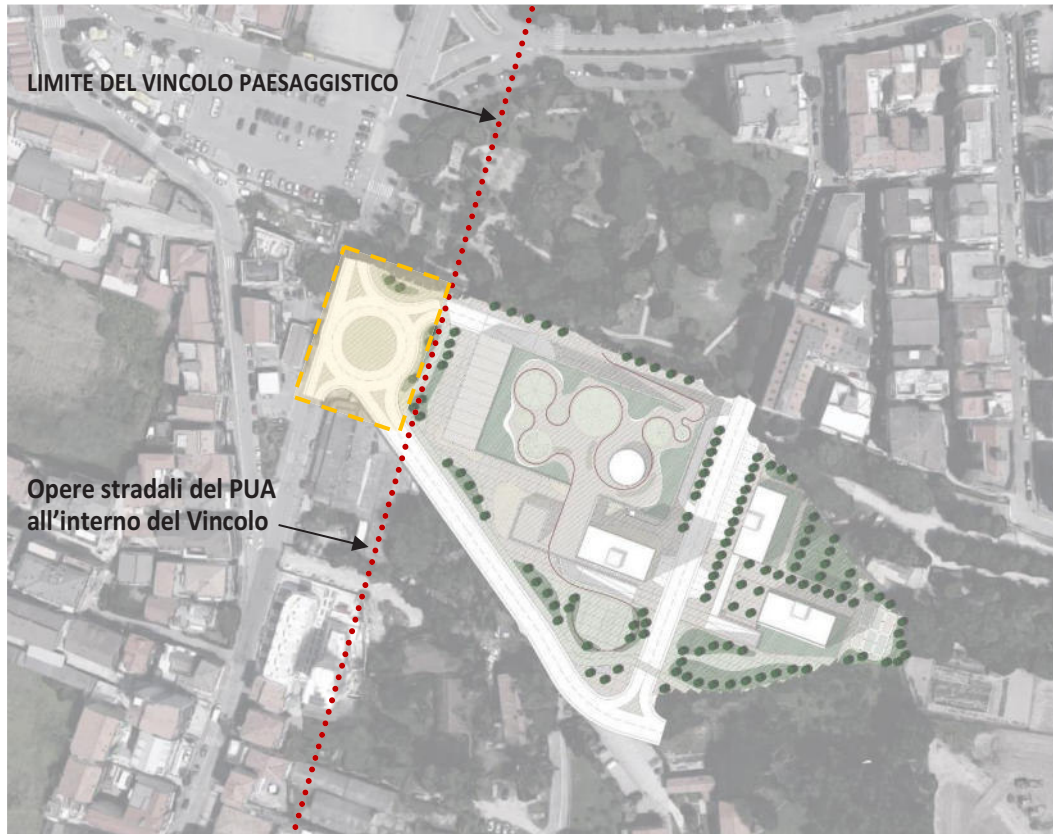 LIMITE DEL VINCOLO PAESAGGISTICO
Opere stradali del PUA
all’interno del Vincolo